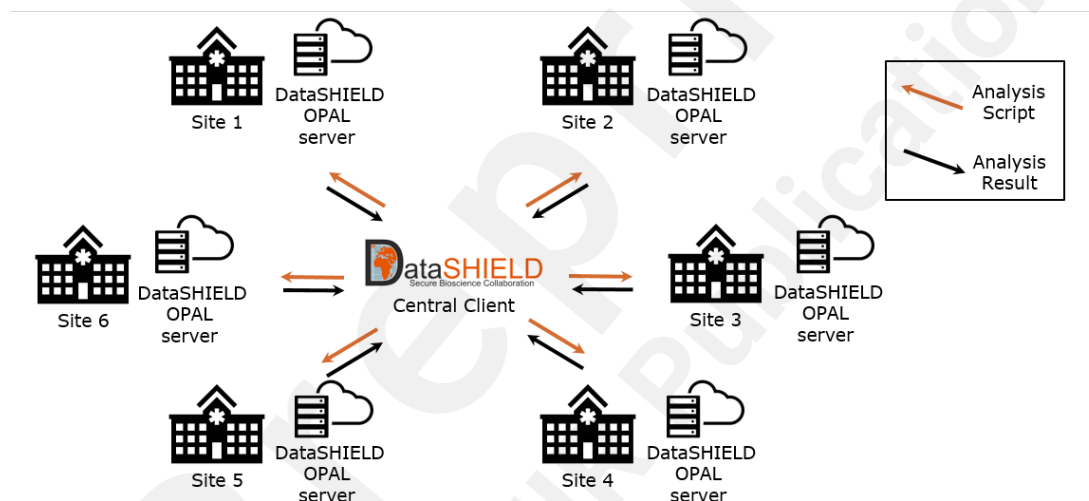 DataSHIELD
OPAL
server
Site 1
DataSHIELD
OPAL
server
Site 2
Analysis
Script
Analysis
Result
DataSHIELD
Secure Bioscience Collaboration
Central Client
DataSHIELD
OPAL
server
Site 6
DataSHIELD
OPAL
server
Site 3
DataSHIELD
OPAL
server
Site 5
DataSHIELD
OPAL
server
Site 4